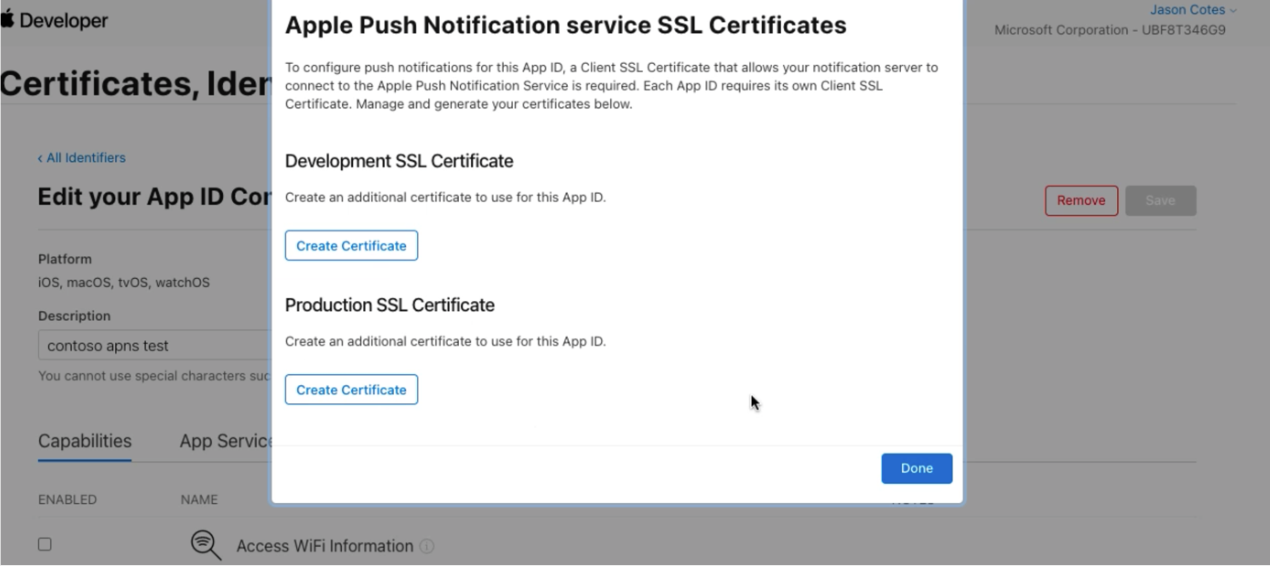 Developer
Jason Cotes
Microsoft Corporation - UBF8T346G9
Certificates, Iden
‹ All Identifiers
Edit your App ID Con
Remove
Save
Platform
iOS, macOS, tvOS, watchOS
Description
contoso apns test
You cannot use special characters suc
Capabilities
App Service
ENABLED
NAME
Access WiFi Information
Apple Push Notification service SSL Certificates
To configure push notifications for this App ID, a Client SSL Certificate that allows your notification server to
connect to the Apple Push Notification Service is required. Each App ID requires its own Client SSL
Certificate. Manage and generate your certificates below.
Development SSL Certificate
Create an additional certificate to use for this App ID.
Create Certificate
Production SSL Certificate
Create an additional certificate to use for this App ID.
Create Certificate
Done